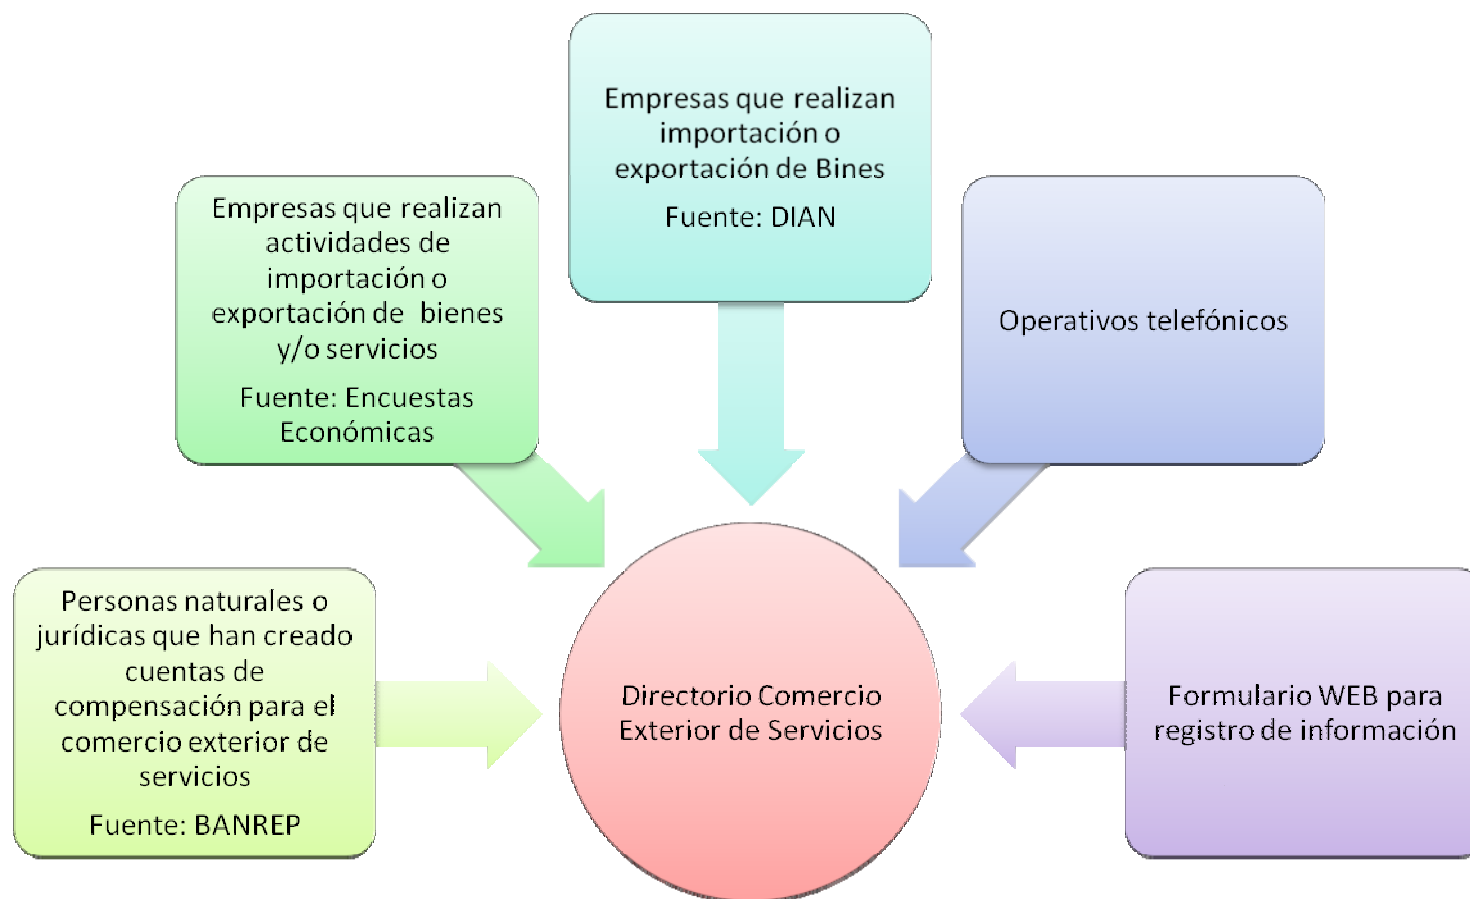 Empresas que realizan
importación o
exportación de Bines
Fuente: DIAN
Empresas que realizan
actividades de
importación o
exportación de  bienes
y/o servicios
Fuente: Encuestas
Económicas
Operativos telefónicos
Personas naturales o
jurídicas que han creado
cuentas de
compensación para el
comercio exterior de
servicios
Fuente: BANREP
Directorio Comercio
Exterior de Servicios
Formulario WEB para
registro de información